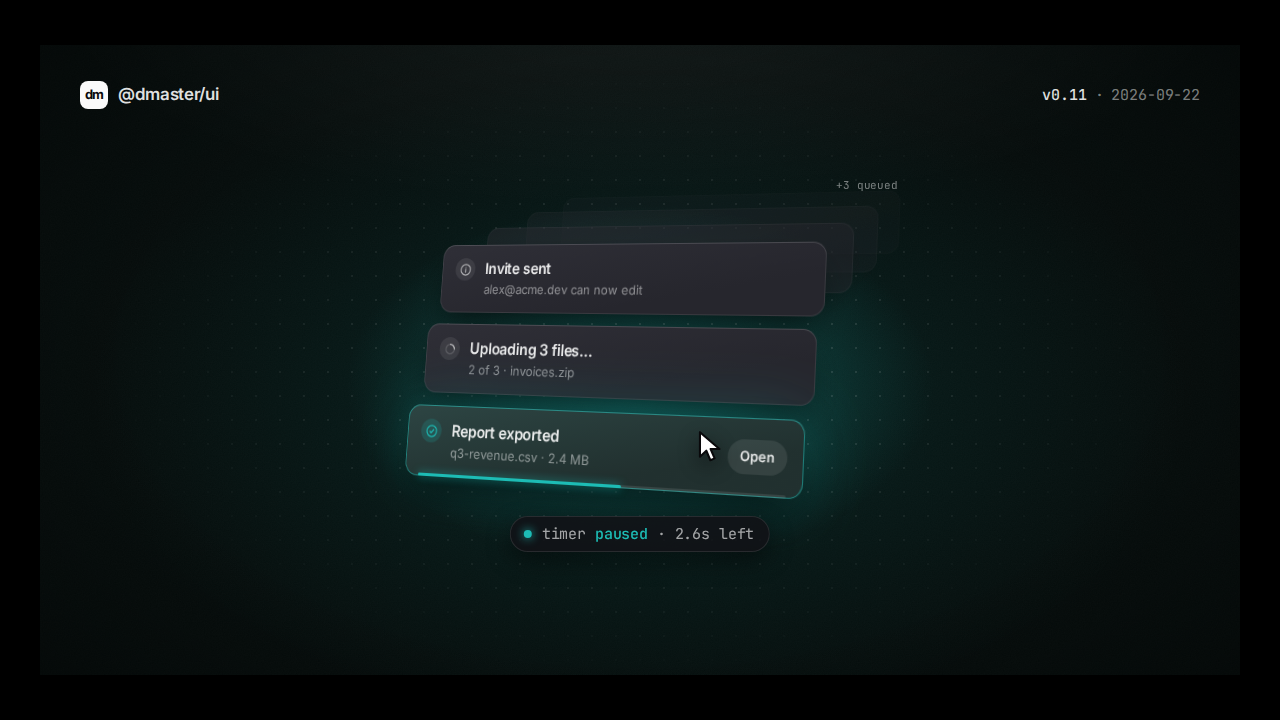 dm @dmaster/ui
v0.11 · 2026-09-22
+3 queued
Invite sent
alex@acme.dev can now edit
Uploading 3 files…
2 of 3 · invoices.zip
Report exported
q3-revenue.csv · 2.4 MB
Open
timer paused · 2.6s left